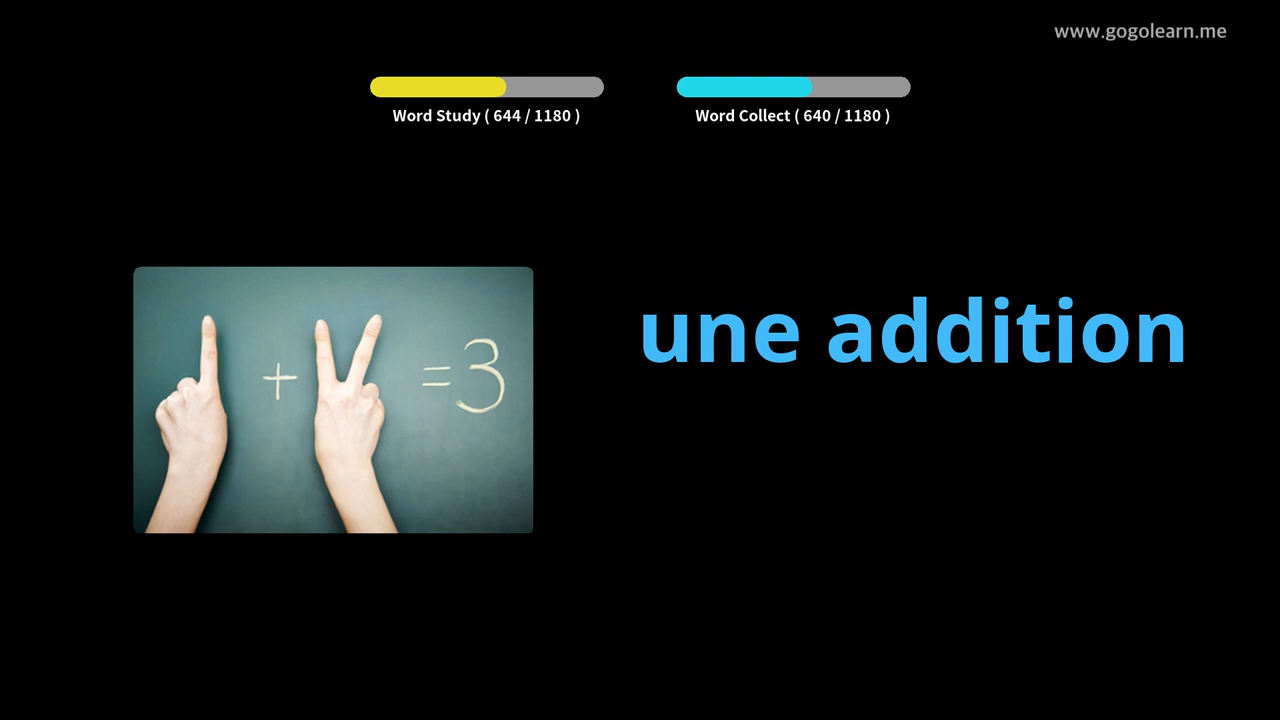 www.gogolearn.me
Word Study ( 644 / 1180 )
Word Collect ( 640 / 1180 )
une addition
+ =3